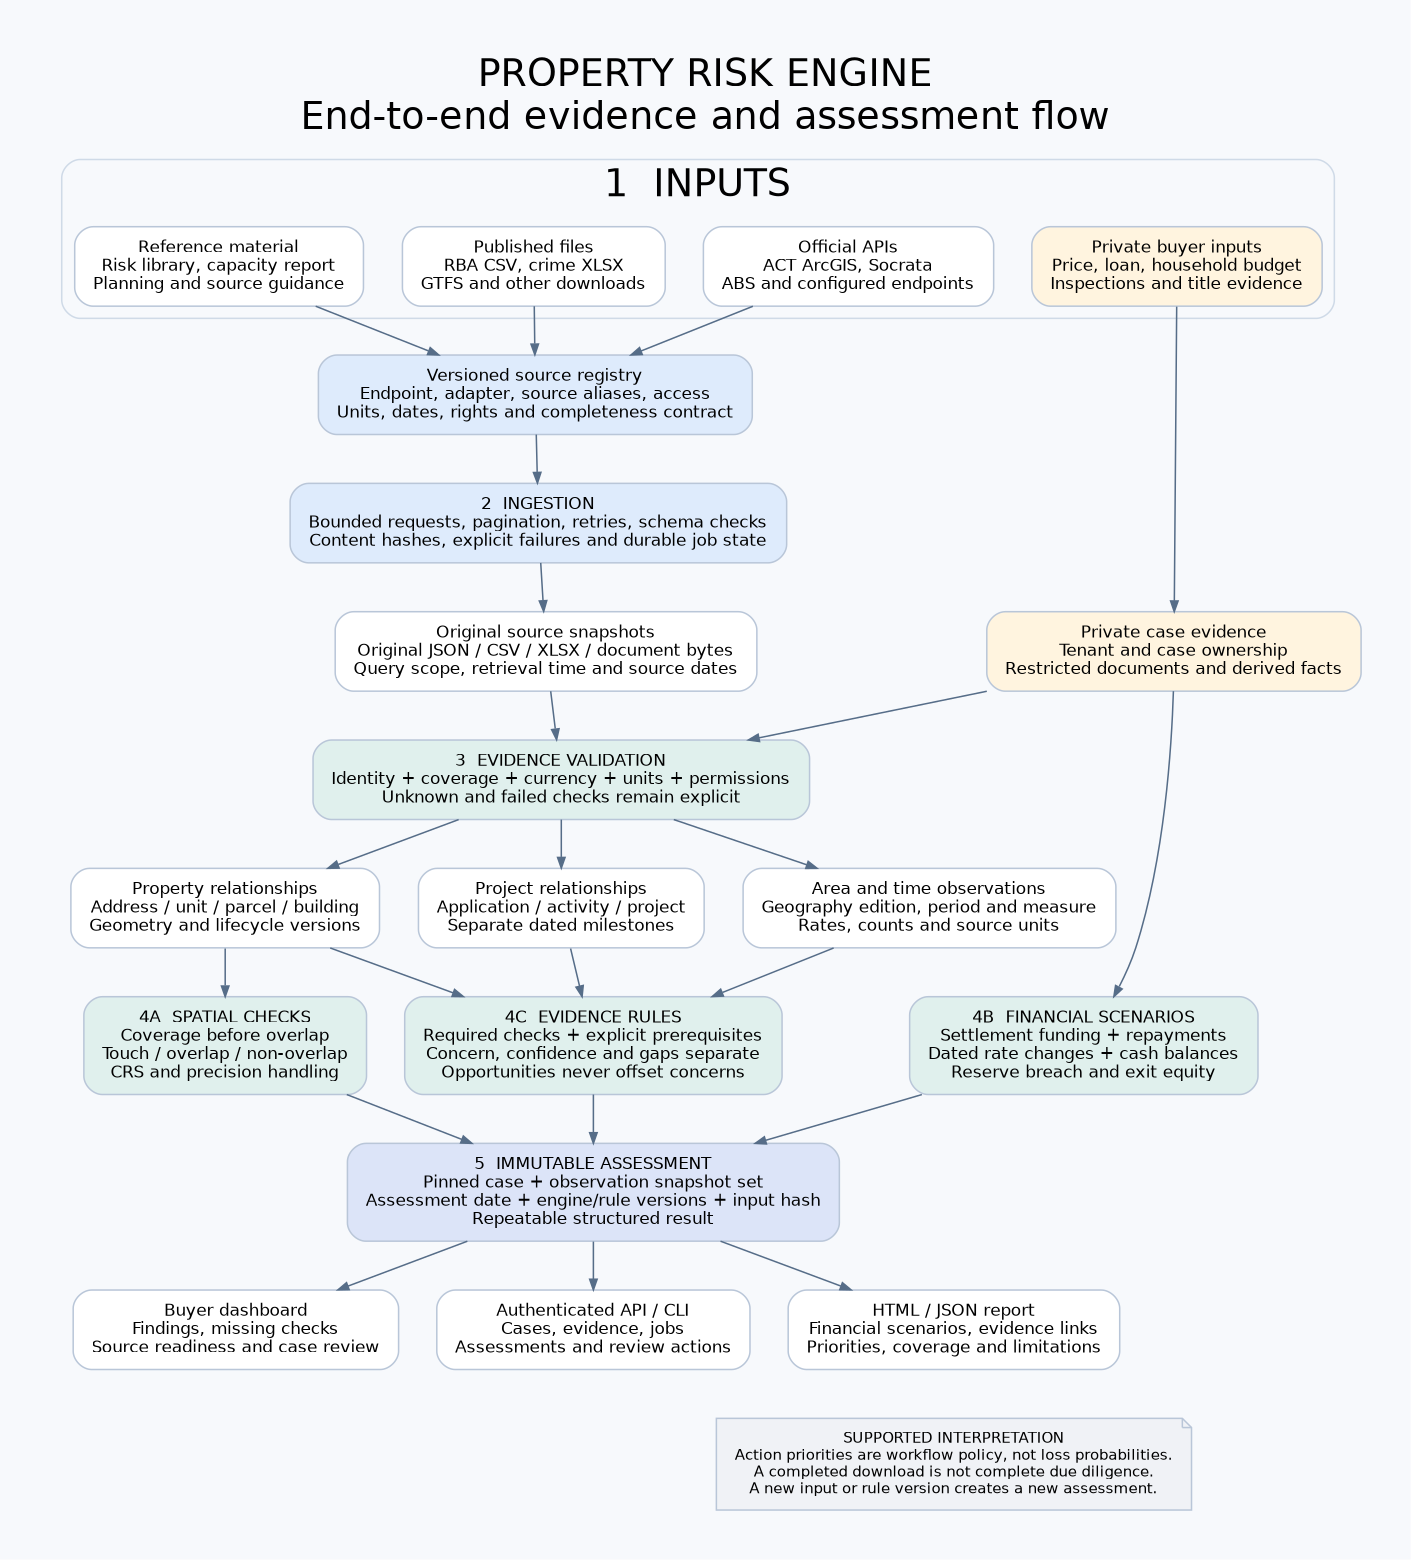 PROPERTY RISK ENGINE
End-to-end evidence and assessment flow
1  INPUTS
Reference material
Risk library, capacity report
Planning and source guidance
Published files
RBA CSV, crime XLSX
GTFS and other downloads
Official APIs
ACT ArcGIS, Socrata
ABS and configured endpoints
Private buyer inputs
Price, loan, household budget
Inspections and title evidence
Versioned source registry
Endpoint, adapter, source aliases, access
Units, dates, rights and completeness contract
2  INGESTION
Bounded requests, pagination, retries, schema checks
Content hashes, explicit failures and durable job state
Original source snapshots
Original JSON / CSV / XLSX / document bytes
Query scope, retrieval time and source dates
Private case evidence
Tenant and case ownership
Restricted documents and derived facts
3  EVIDENCE VALIDATION
Identity + coverage + currency + units + permissions
Unknown and failed checks remain explicit
Property relationships
Address / unit / parcel / building
Geometry and lifecycle versions
Project relationships
Application / activity / project
Separate dated milestones
Area and time observations
Geography edition, period and measure
Rates, counts and source units
4A  SPATIAL CHECKS
Coverage before overlap
Touch / overlap / non-overlap
CRS and precision handling
4C  EVIDENCE RULES
Required checks + explicit prerequisites
Concern, confidence and gaps separate
Opportunities never offset concerns
4B  FINANCIAL SCENARIOS
Settlement funding + repayments
Dated rate changes + cash balances
Reserve breach and exit equity
5  IMMUTABLE ASSESSMENT
Pinned case + observation snapshot set
Assessment date + engine/rule versions + input hash
Repeatable structured result
Buyer dashboard
Findings, missing checks
Source readiness and case review
Authenticated API / CLI
Cases, evidence, jobs
Assessments and review actions
HTML / JSON report
Financial scenarios, evidence links
Priorities, coverage and limitations
SUPPORTED INTERPRETATION
Action priorities are workflow policy, not loss probabilities.
A completed download is not complete due diligence.
A new input or rule version creates a new assessment.